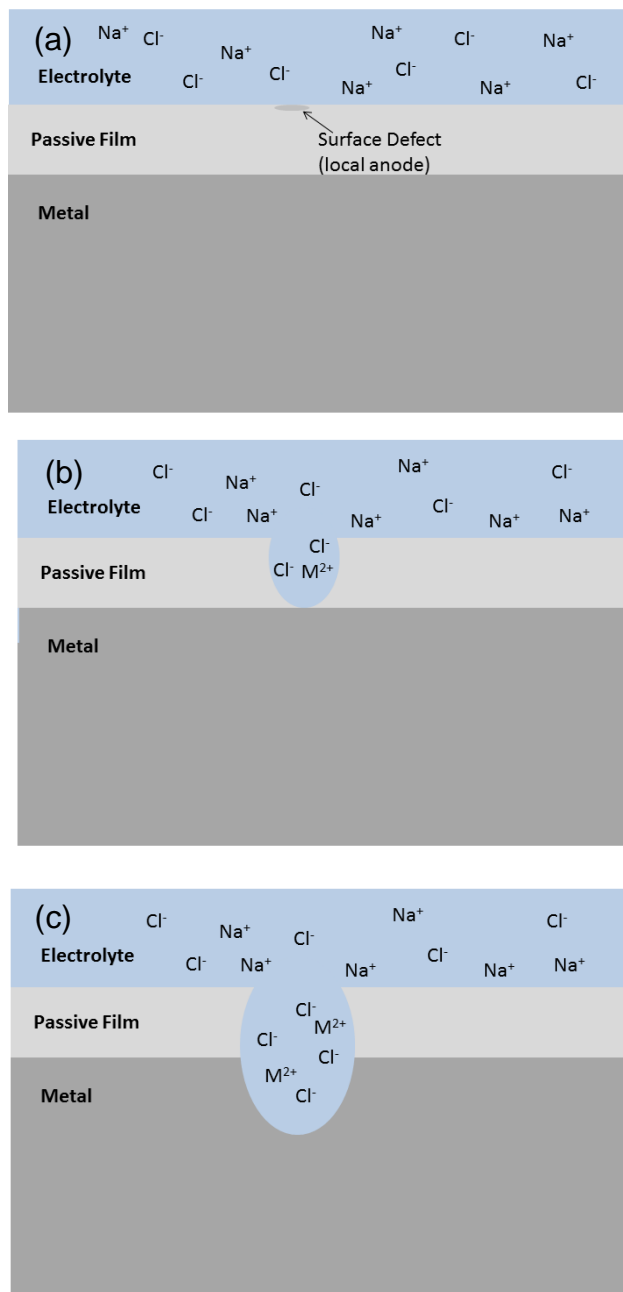 (a)
Na⁺
Cl⁻
Na⁺
Na⁺
Cl⁻
Na⁺
Electrolyte
Cl⁻
Cl⁻
Na⁺
Cl⁻
Na⁺
Cl⁻
Passive Film
Surface Defect
(local anode)
Metal
(b)
Cl⁻
Na⁺
Cl⁻
Na⁺
Cl⁻
Electrolyte
Cl⁻
Na⁺
Na⁺
Cl⁻
Na⁺
Na⁺
Cl⁻
Passive Film
Cl⁻ M²⁺
Metal
(c)
Cl⁻
Na⁺
Cl⁻
Na⁺
Cl⁻
Electrolyte
Cl⁻
Na⁺
Na⁺
Cl⁻
Na⁺
Na⁺
Cl⁻
Passive Film
M²⁺
Cl⁻
Cl⁻
M²⁺
Metal
Cl⁻